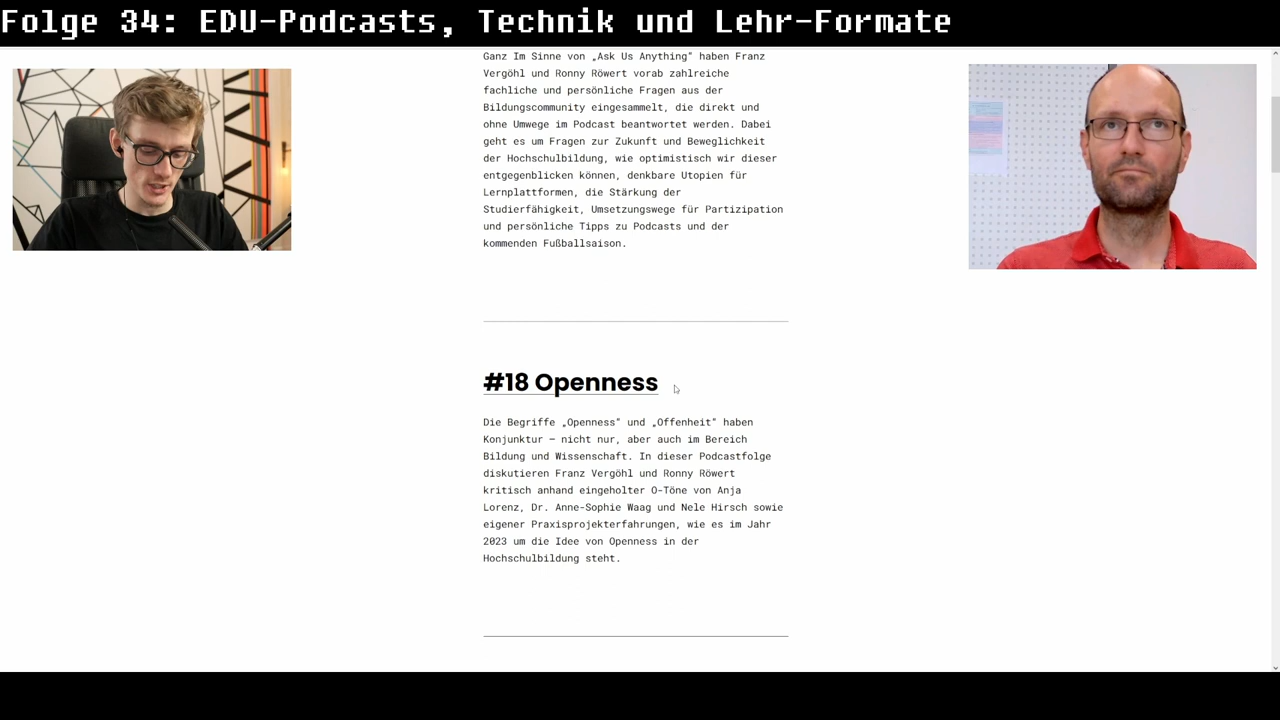 Folge 34: EDU-Podcasts, Technik und Lehr-Formate
Ganz Im Sinne von „Ask Us Anything" haben Franz
Vergöhl und Ronny Röwert vorab zahlreiche
fachliche und persönliche Fragen aus der
Bildungscommunity eingesammelt, die direkt und
ohne Umwege im Podcast beantwortet werden. Dabei
geht es um Fragen zur Zukunft und Beweglichkeit
der Hochschulbildung, wie optimistisch wir dieser
entgegenblicken können, denkbare Utopien für
Lernplattformen, die Stärkung der
Studierfähigkeit, Umsetzungswege für Partizipation
und persönliche Tipps zu Podcasts und der
kommenden Fußballsaison.
#18 Openness
Die Begriffe „Openness" und „Offenheit" haben
Konjunktur – nicht nur, aber auch im Bereich
Bildung und Wissenschaft. In dieser Podcastfolge
diskutieren Franz Vergöhl und Ronny Röwert
kritisch anhand eingeholter O-Töne von Anja
Lorenz, Dr. Anne-Sophie Waag und Nele Hirsch sowie
eigener Praxisprojekterfahrungen, wie es im Jahr
2023 um die Idee von Openness in der
Hochschulbildung steht.